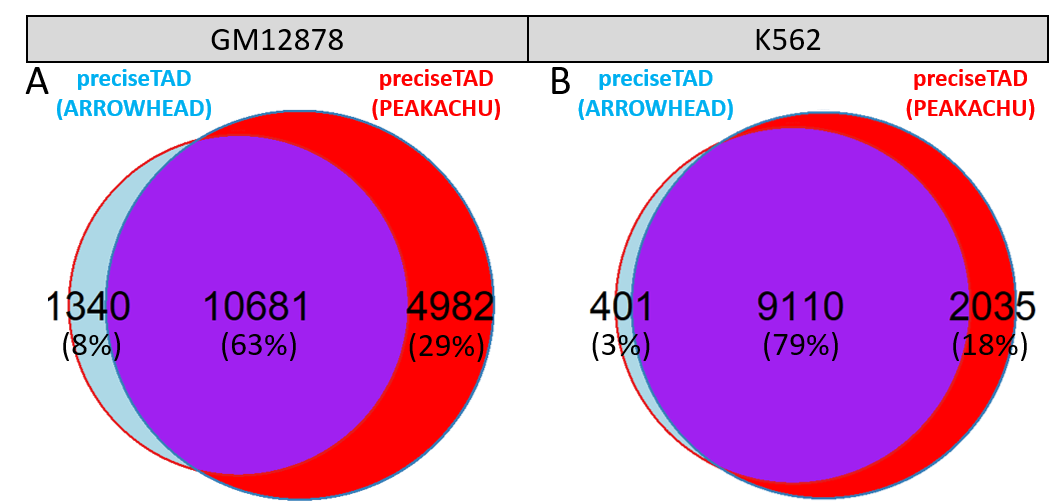 GM12878
K562
A
preciseTAD
(ARROWHEAD)
preciseTAD
(PEAKACHU)
B
preciseTAD
(ARROWHEAD)
preciseTAD
(PEAKACHU)
1340
(8%)
10681
(63%)
4982
(29%)
401
(3%)
9110
(79%)
2035
(18%)